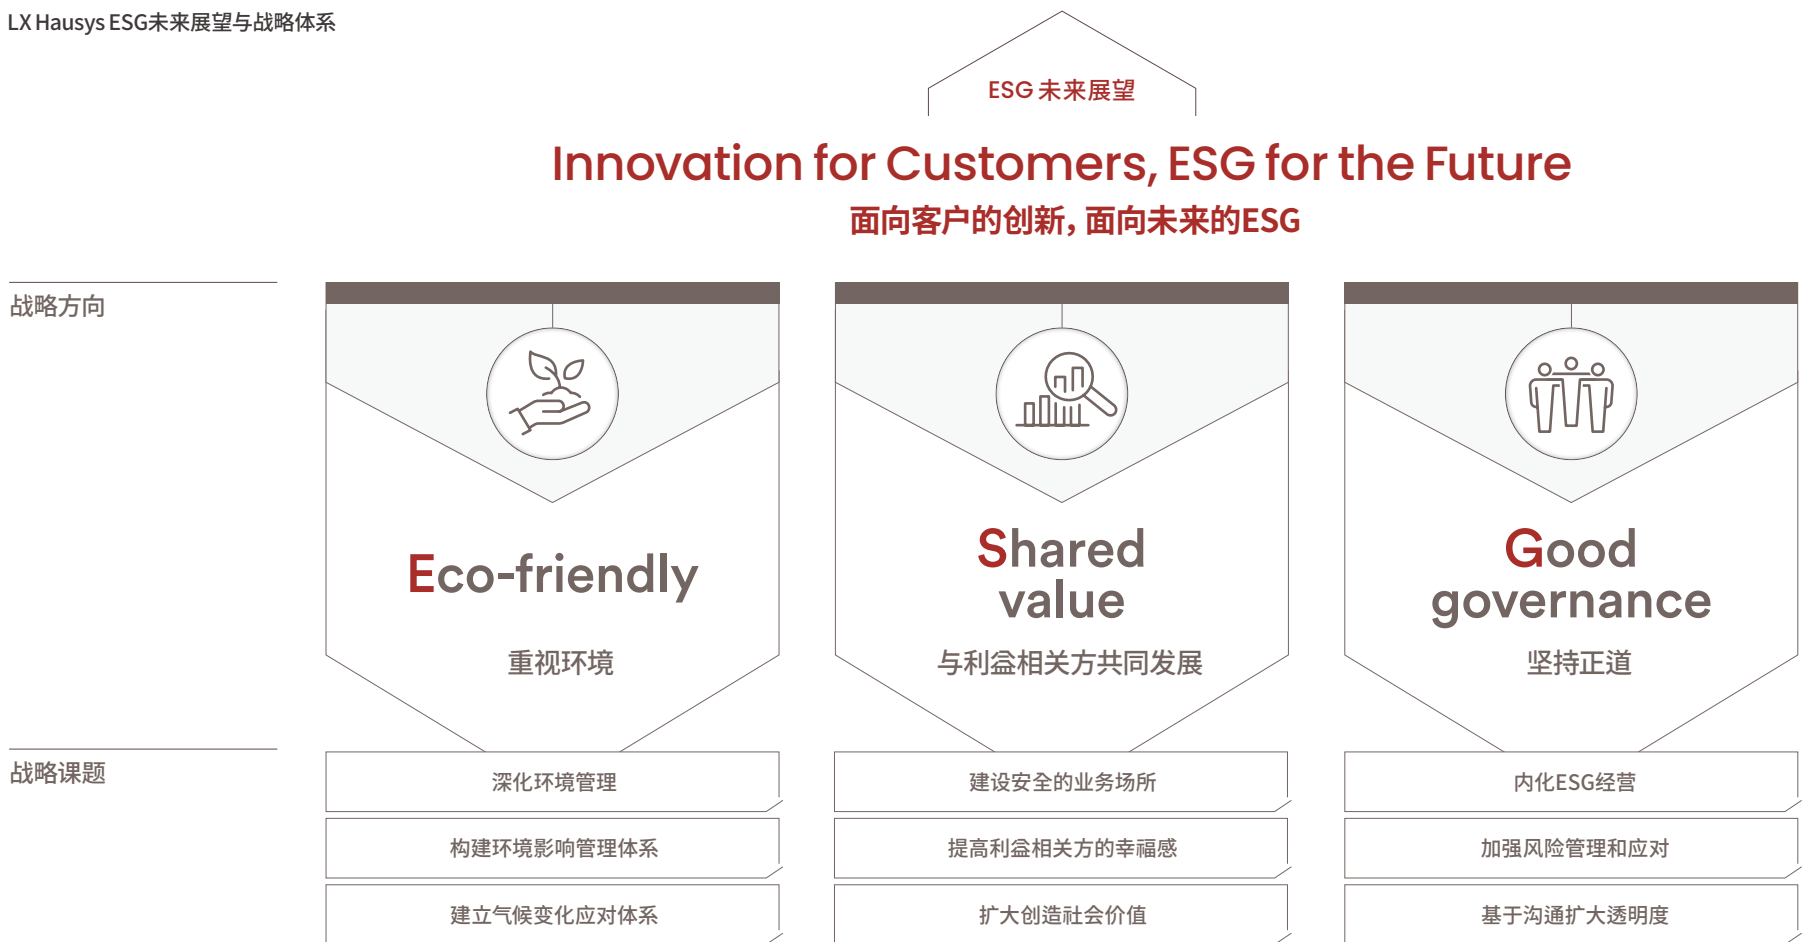 LX Hausys ESG未来展望与战略体系
ESG 未来展望
Innovation for Customers, ESG for the Future
面向客户的创新，面向未来的ESG
战略方向
Eco-friendly
重视环境
Shared
value
与利益相关方共同发展
Good
governance
坚持正道
战略课题
深化环境管理
建设安全的业务场所
内化ESG经营
构建环境影响管理体系
提高利益相关方的幸福感
加强风险管理和应对
建立气候变化应对体系
扩大创造社会价值
基于沟通扩大透明度